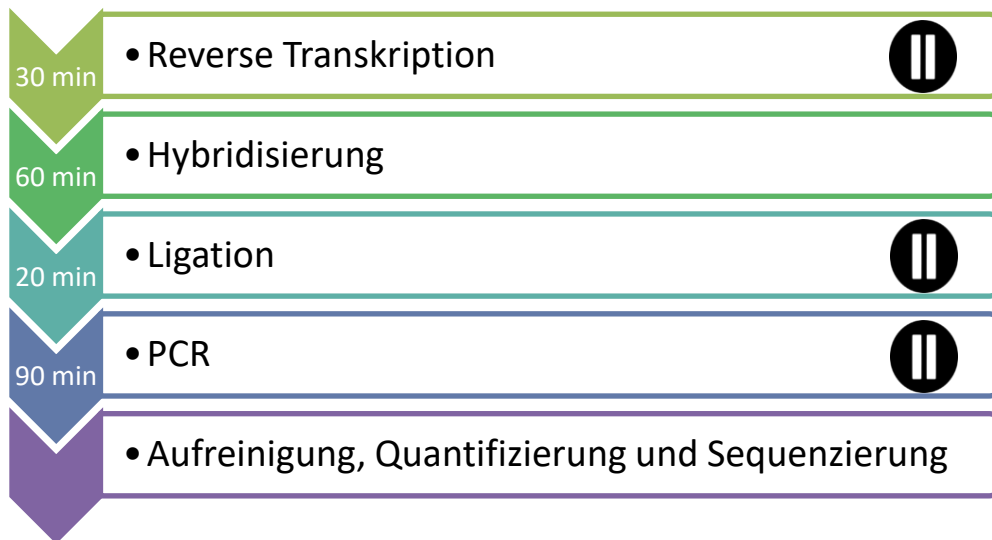 30 min
• Reverse Transkription
60 min
• Hybridisierung
20 min
• Ligation
90 min
• PCR
• Aufreinigung, Quantifizierung und Sequenzierung